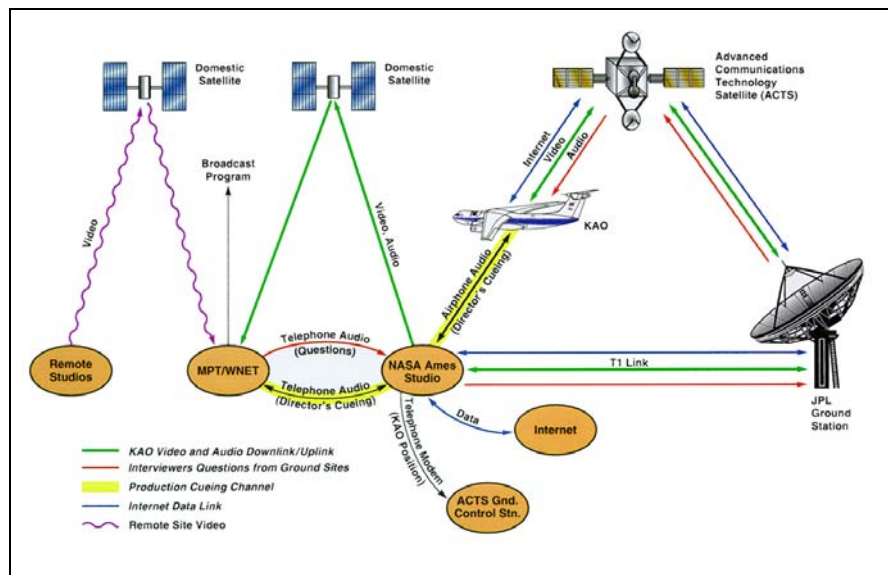 Domestic
Satellite
Domestic
Satellite
Advanced
Communications
Technology
Satellite (ACTS)
Broadcast
Program
Internet
Video
Audio
KAO
Video
Video, Audio
Airphone Audio
(Director's Cueing)
Remote
Studios
MPT/WNET
Telephone Audio
(Questions)
NASA Ames
Studio
Telephone Audio
(Director's Cueing)
T1 Link
JPL
Ground
Station
Data
Internet
Telephone Modem
(KAO Position)
ACTS Gnd.
Control Stn.
KAO Video and Audio Downlink/Uplink
Interviewers Questions from Ground Sites
Production Cueing Channel
Internet Data Link
Remote Site Video